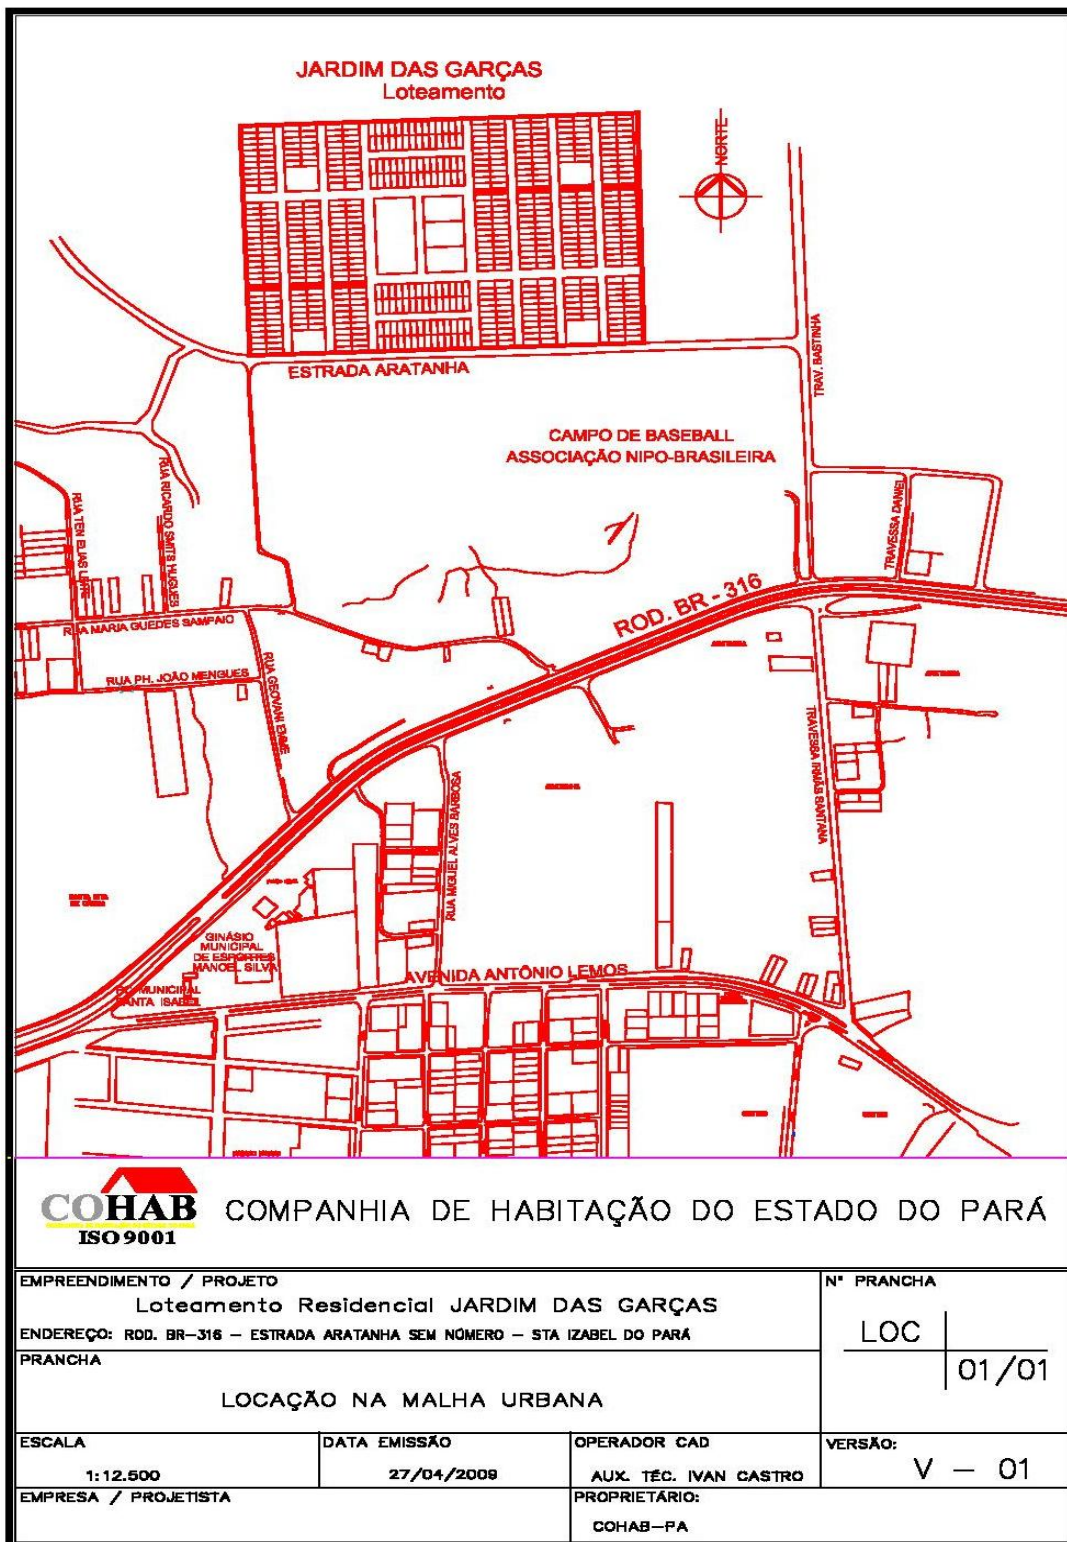 JARDIM DAS GARÇAS
Loteamento
NORTE
TRAV. BASTINHA
ESTRADA ARATANHA
CAMPO DE BASEBALL
ASSOCIAÇÃO NIPO-BRASILEIRA
RUA RICARDO SMITS HUGUES
TRAVESSA DANIEL
RUA TEN ELIAS
ROD. BR - 316
RUA MARIA GUEDES SAMPAIO
RUA PH. JOÃO MENGUES
RUA GEOVANI EMME
TRAVESSA IRMÃS SANTANA
RUA MIGUEL ALVES BARBOSA
GINÁSIO
MUNICIPAL
DE ESPORTES
MANOEL SILVA
MUNICIPAL
SANTA ISABEL
AVENIDA ANTÔNIO LEMOS
COHAB
ISO 9001
COMPANHIA DE HABITAÇÃO DO ESTADO DO PARÁ
EMPREENDIMENTO / PROJETO
Loteamento Residencial JARDIM DAS GARÇAS
ENDEREÇO: ROD. BR-316 - ESTRADA ARATANHA SEM NÚMERO - STA IZABEL DO PARÁ
N° PRANCHA
LOC
01/01
PRANCHA
LOCAÇÃO NA MALHA URBANA
ESCALA
1:12.500
DATA EMISSÃO
27/04/2009
OPERADOR CAD
AUX. TÉC. IVAN CASTRO
VERSÃO:
V - 01
EMPRESA / PROJETISTA
PROPRIETÁRIO:
COHAB-PA